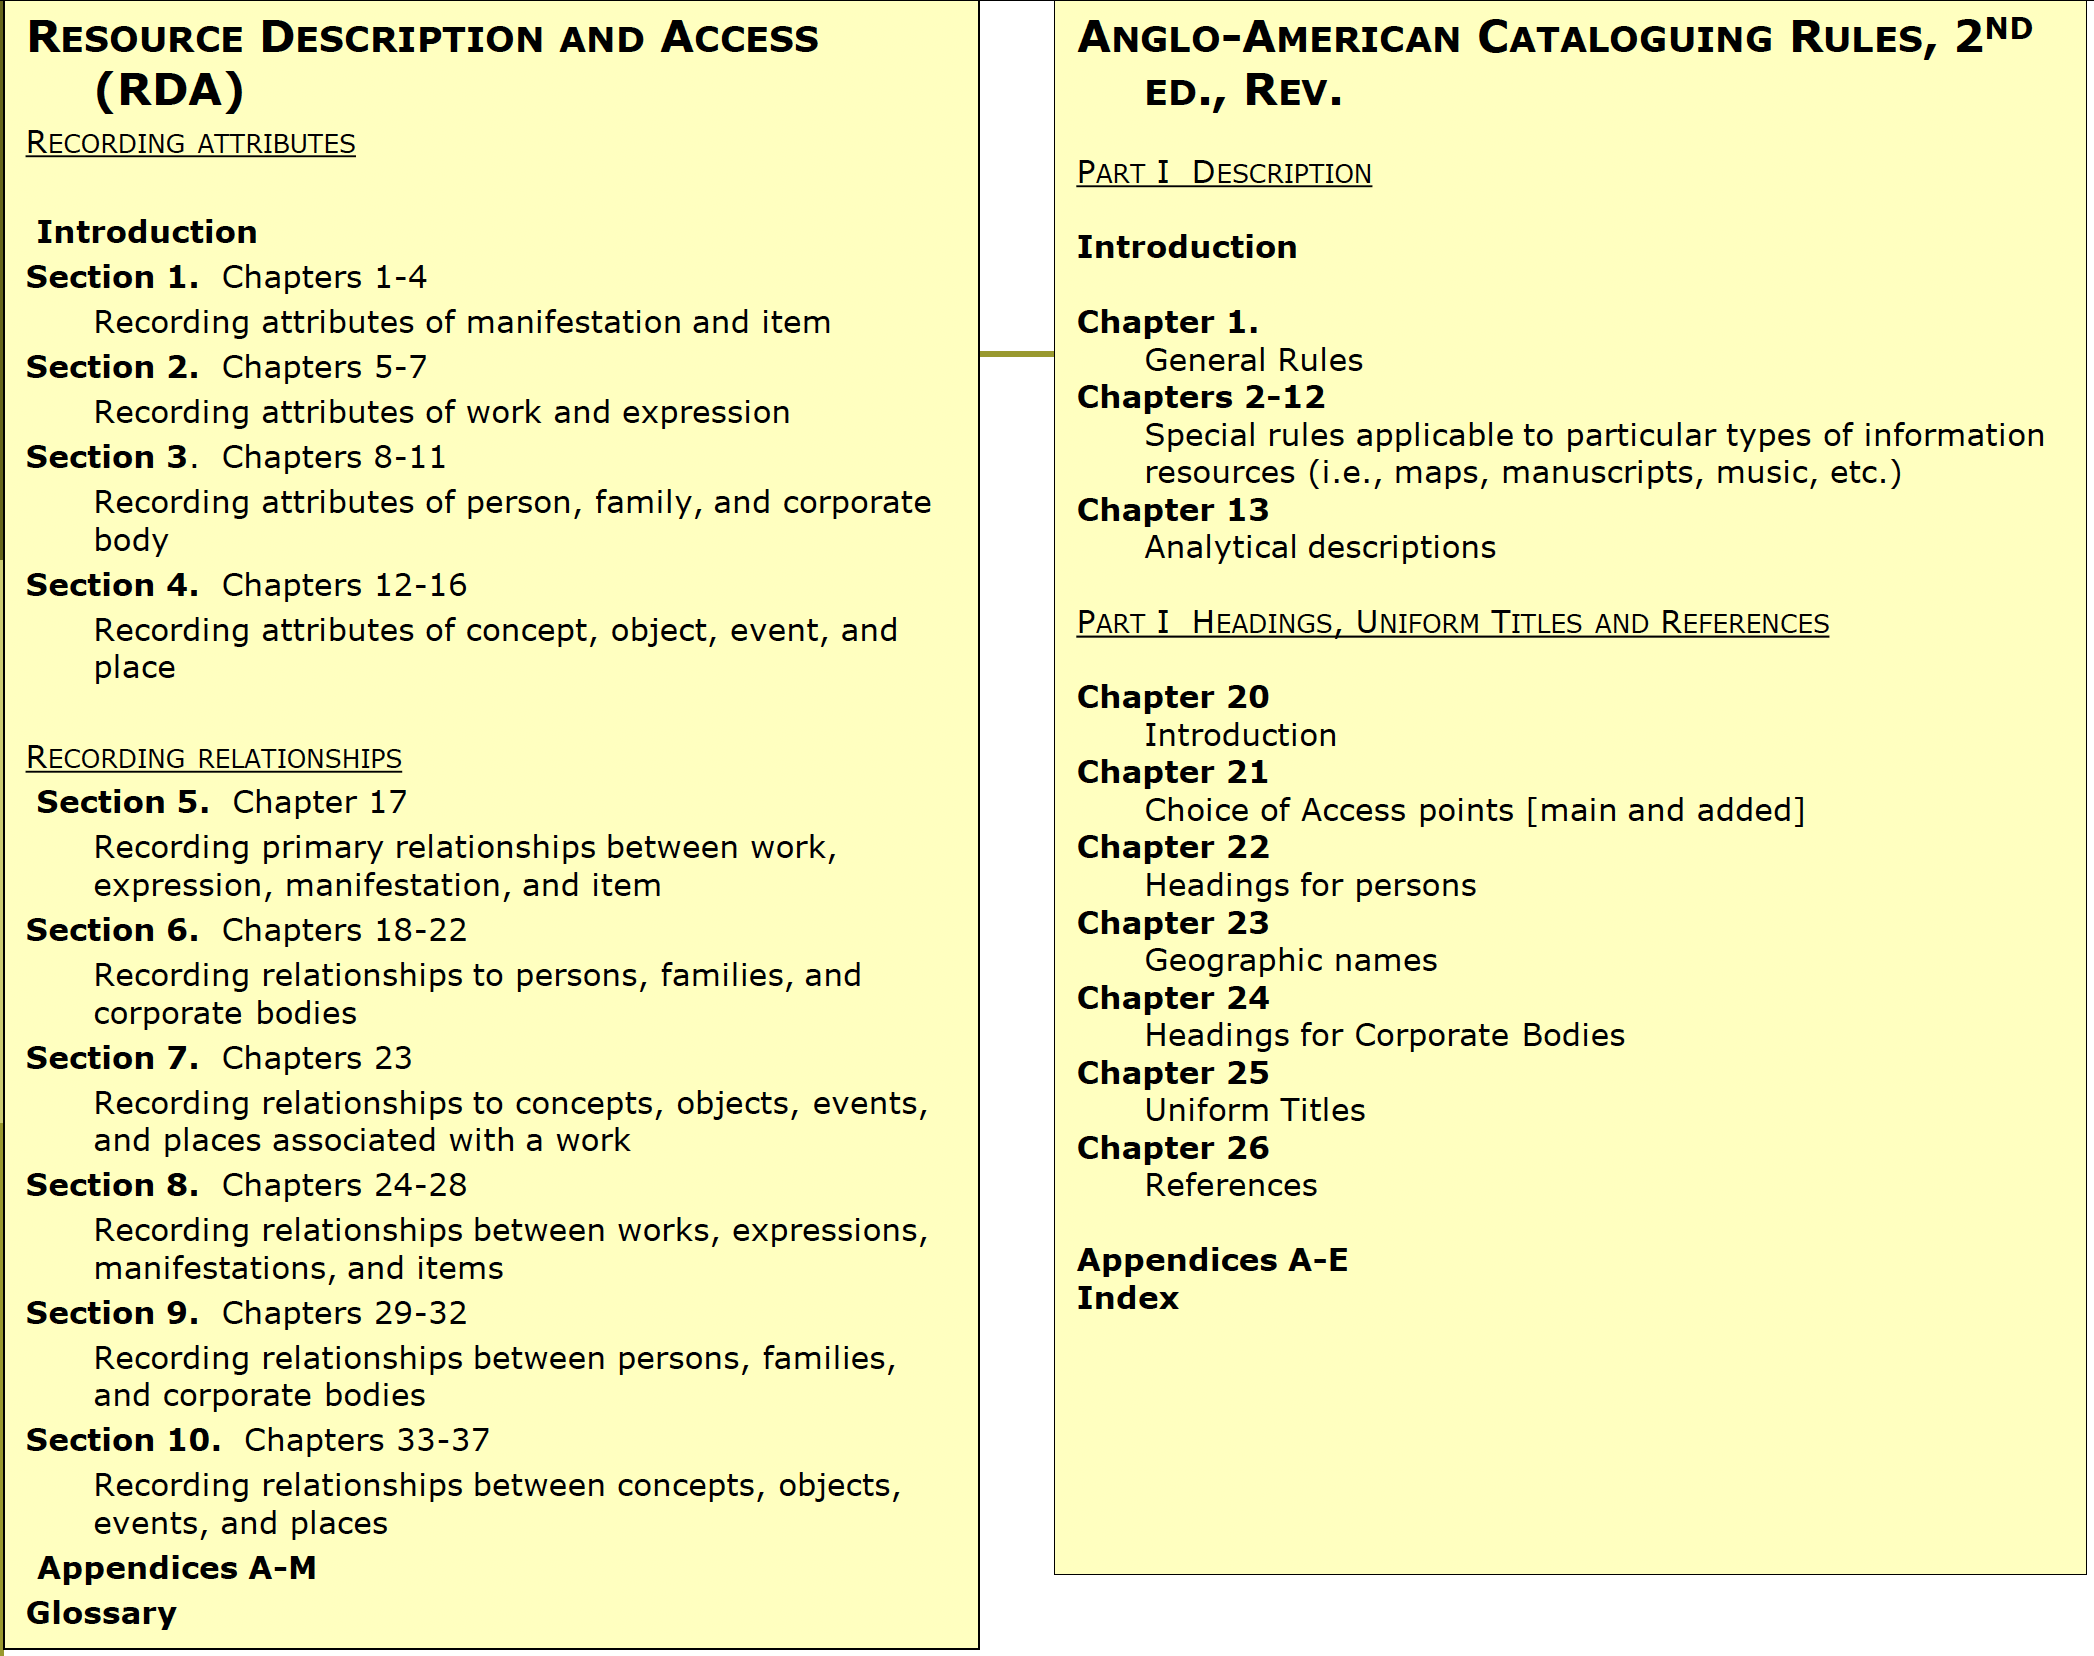 Resource Description and Access
(RDA)
Recording attributes
Introduction
Section 1.  Chapters 1-4
Recording attributes of manifestation and item
Section 2.  Chapters 5-7
Recording attributes of work and expression
Section 3.  Chapters 8-11
Recording attributes of person, family, and corporate
body
Section 4.  Chapters 12-16
Recording attributes of concept, object, event, and
place
Recording relationships
Section 5.  Chapter 17
Recording primary relationships between work,
expression, manifestation, and item
Section 6.  Chapters 18-22
Recording relationships to persons, families, and
corporate bodies
Section 7.  Chapters 23
Recording relationships to concepts, objects, events,
and places associated with a work
Section 8.  Chapters 24-28
Recording relationships between works, expressions,
manifestations, and items
Section 9.  Chapters 29-32
Recording relationships between persons, families,
and corporate bodies
Section 10.  Chapters 33-37
Recording relationships between concepts, objects,
events, and places
Appendices A-M
Glossary
Anglo-American Cataloguing Rules, 2nd
ed., Rev.
Part I  Description
Introduction
Chapter 1.
General Rules
Chapters 2-12
Special rules applicable to particular types of information
resources (i.e., maps, manuscripts, music, etc.)
Chapter 13
Analytical descriptions
Part I  Headings, Uniform Titles and References
Chapter 20
Introduction
Chapter 21
Choice of Access points [main and added]
Chapter 22
Headings for persons
Chapter 23
Geographic names
Chapter 24
Headings for Corporate Bodies
Chapter 25
Uniform Titles
Chapter 26
References
Appendices A-E
Index